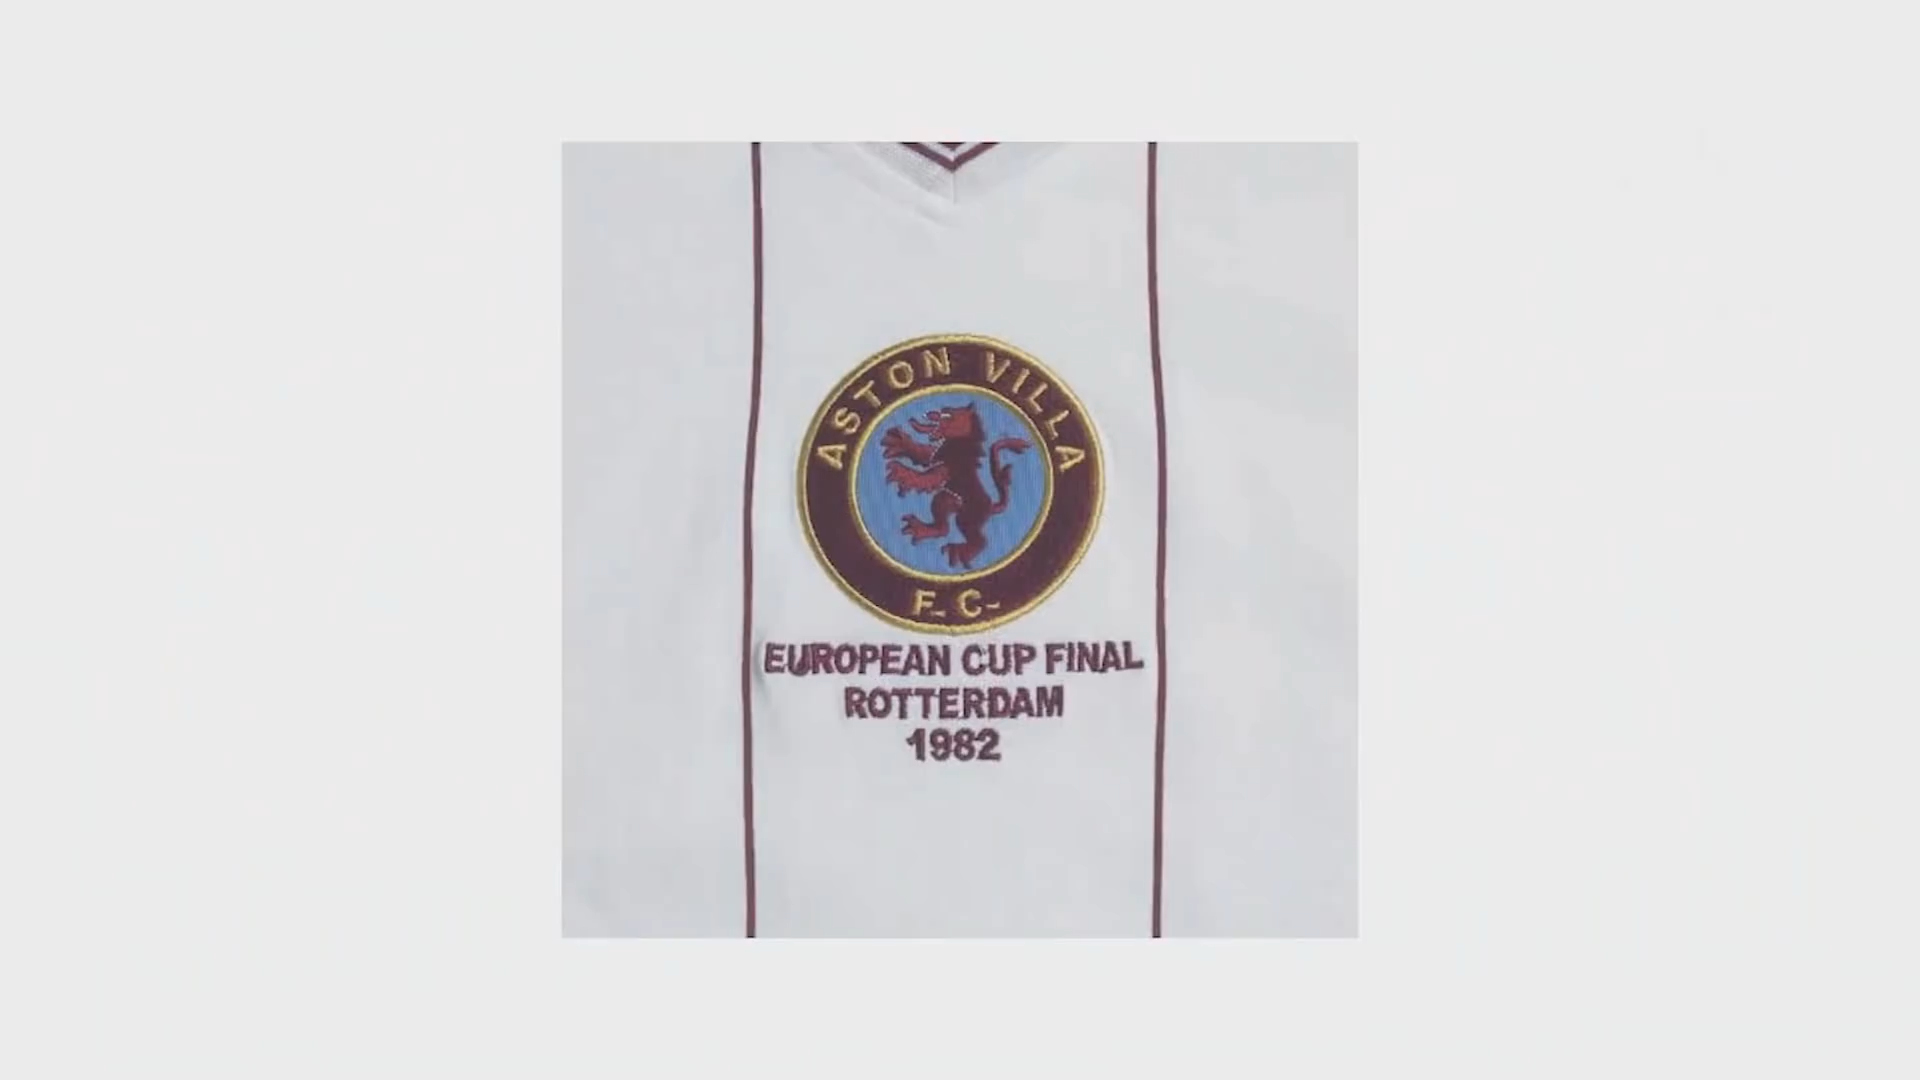 ASTON VILLA
F.C.
EUROPEAN CUP FINAL
ROTTERDAM
1982